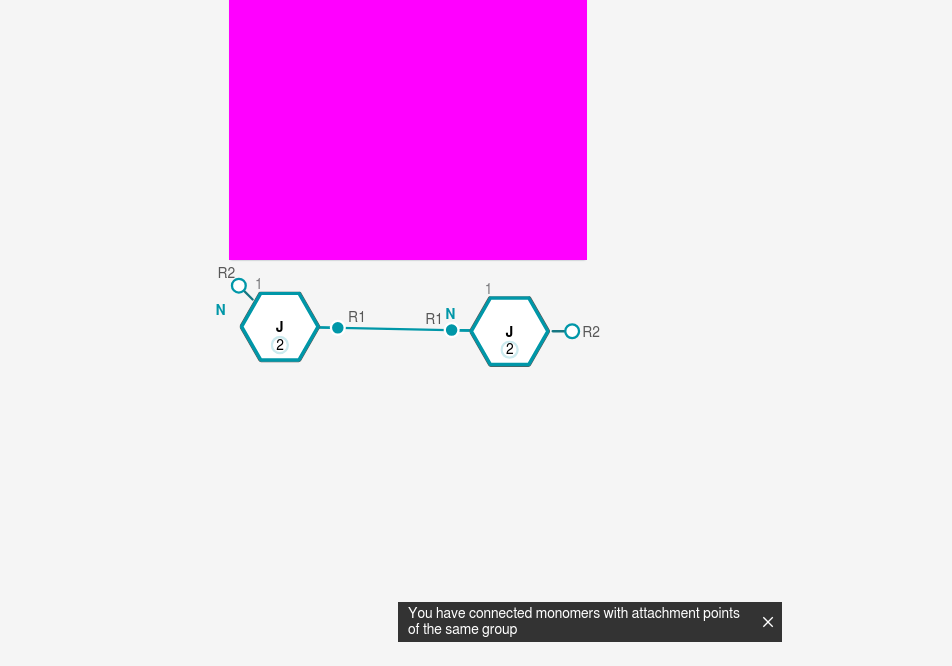 R2
1
N
J
2
R1
R1
N
1
J
2
R2
You have connected monomers with attachment points
of the same group